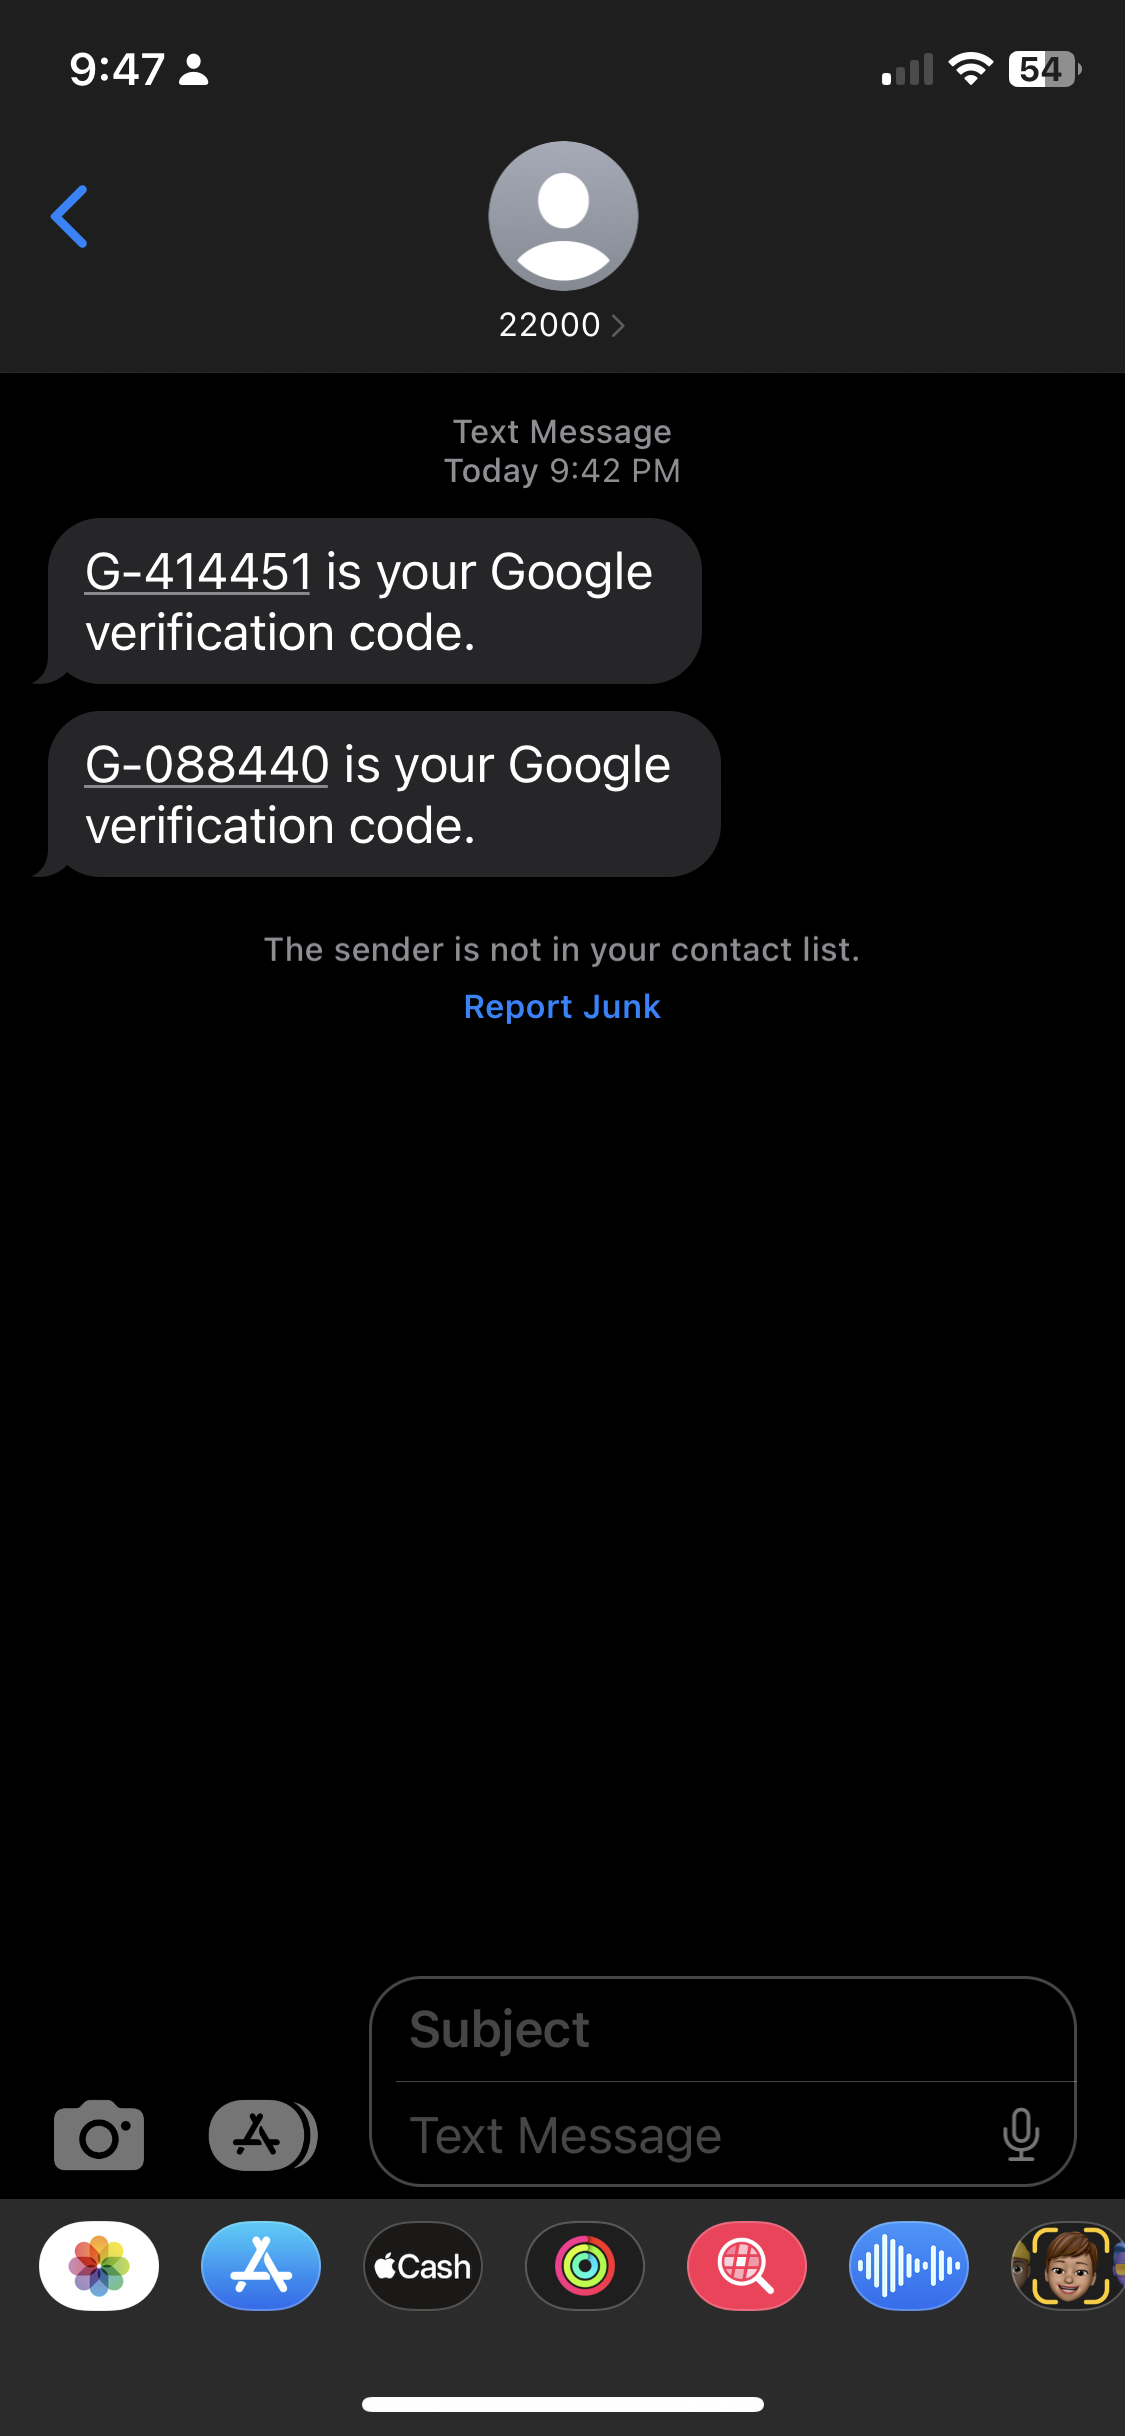 9:47
54
22000
Text Message
Today 9:42 PM
G-414451 is your Google
verification code.
G-088440 is your Google
verification code.
The sender is not in your contact list.
Report Junk
Subject
Text Message
Cash